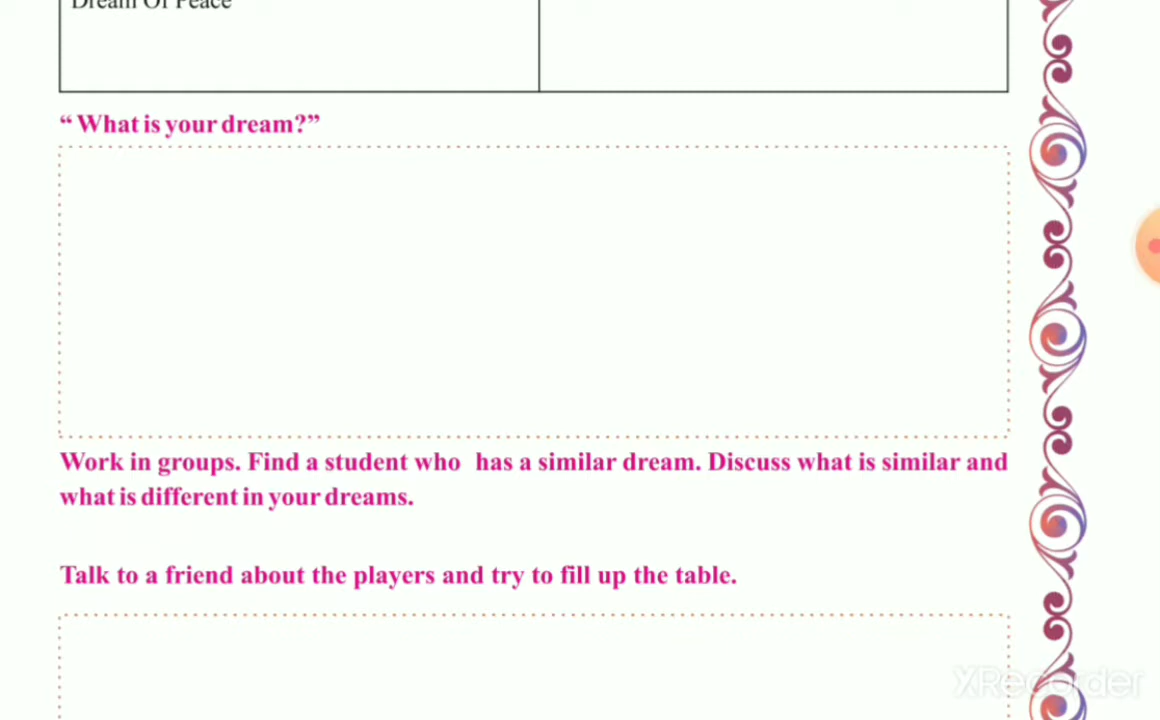 Dream Of Peace
“ What is your dream?”
Work in groups. Find a student who has a similar dream. Discuss what is similar and
what is different in your dreams.
Talk to a friend about the players and try to fill up the table.
XRecorder